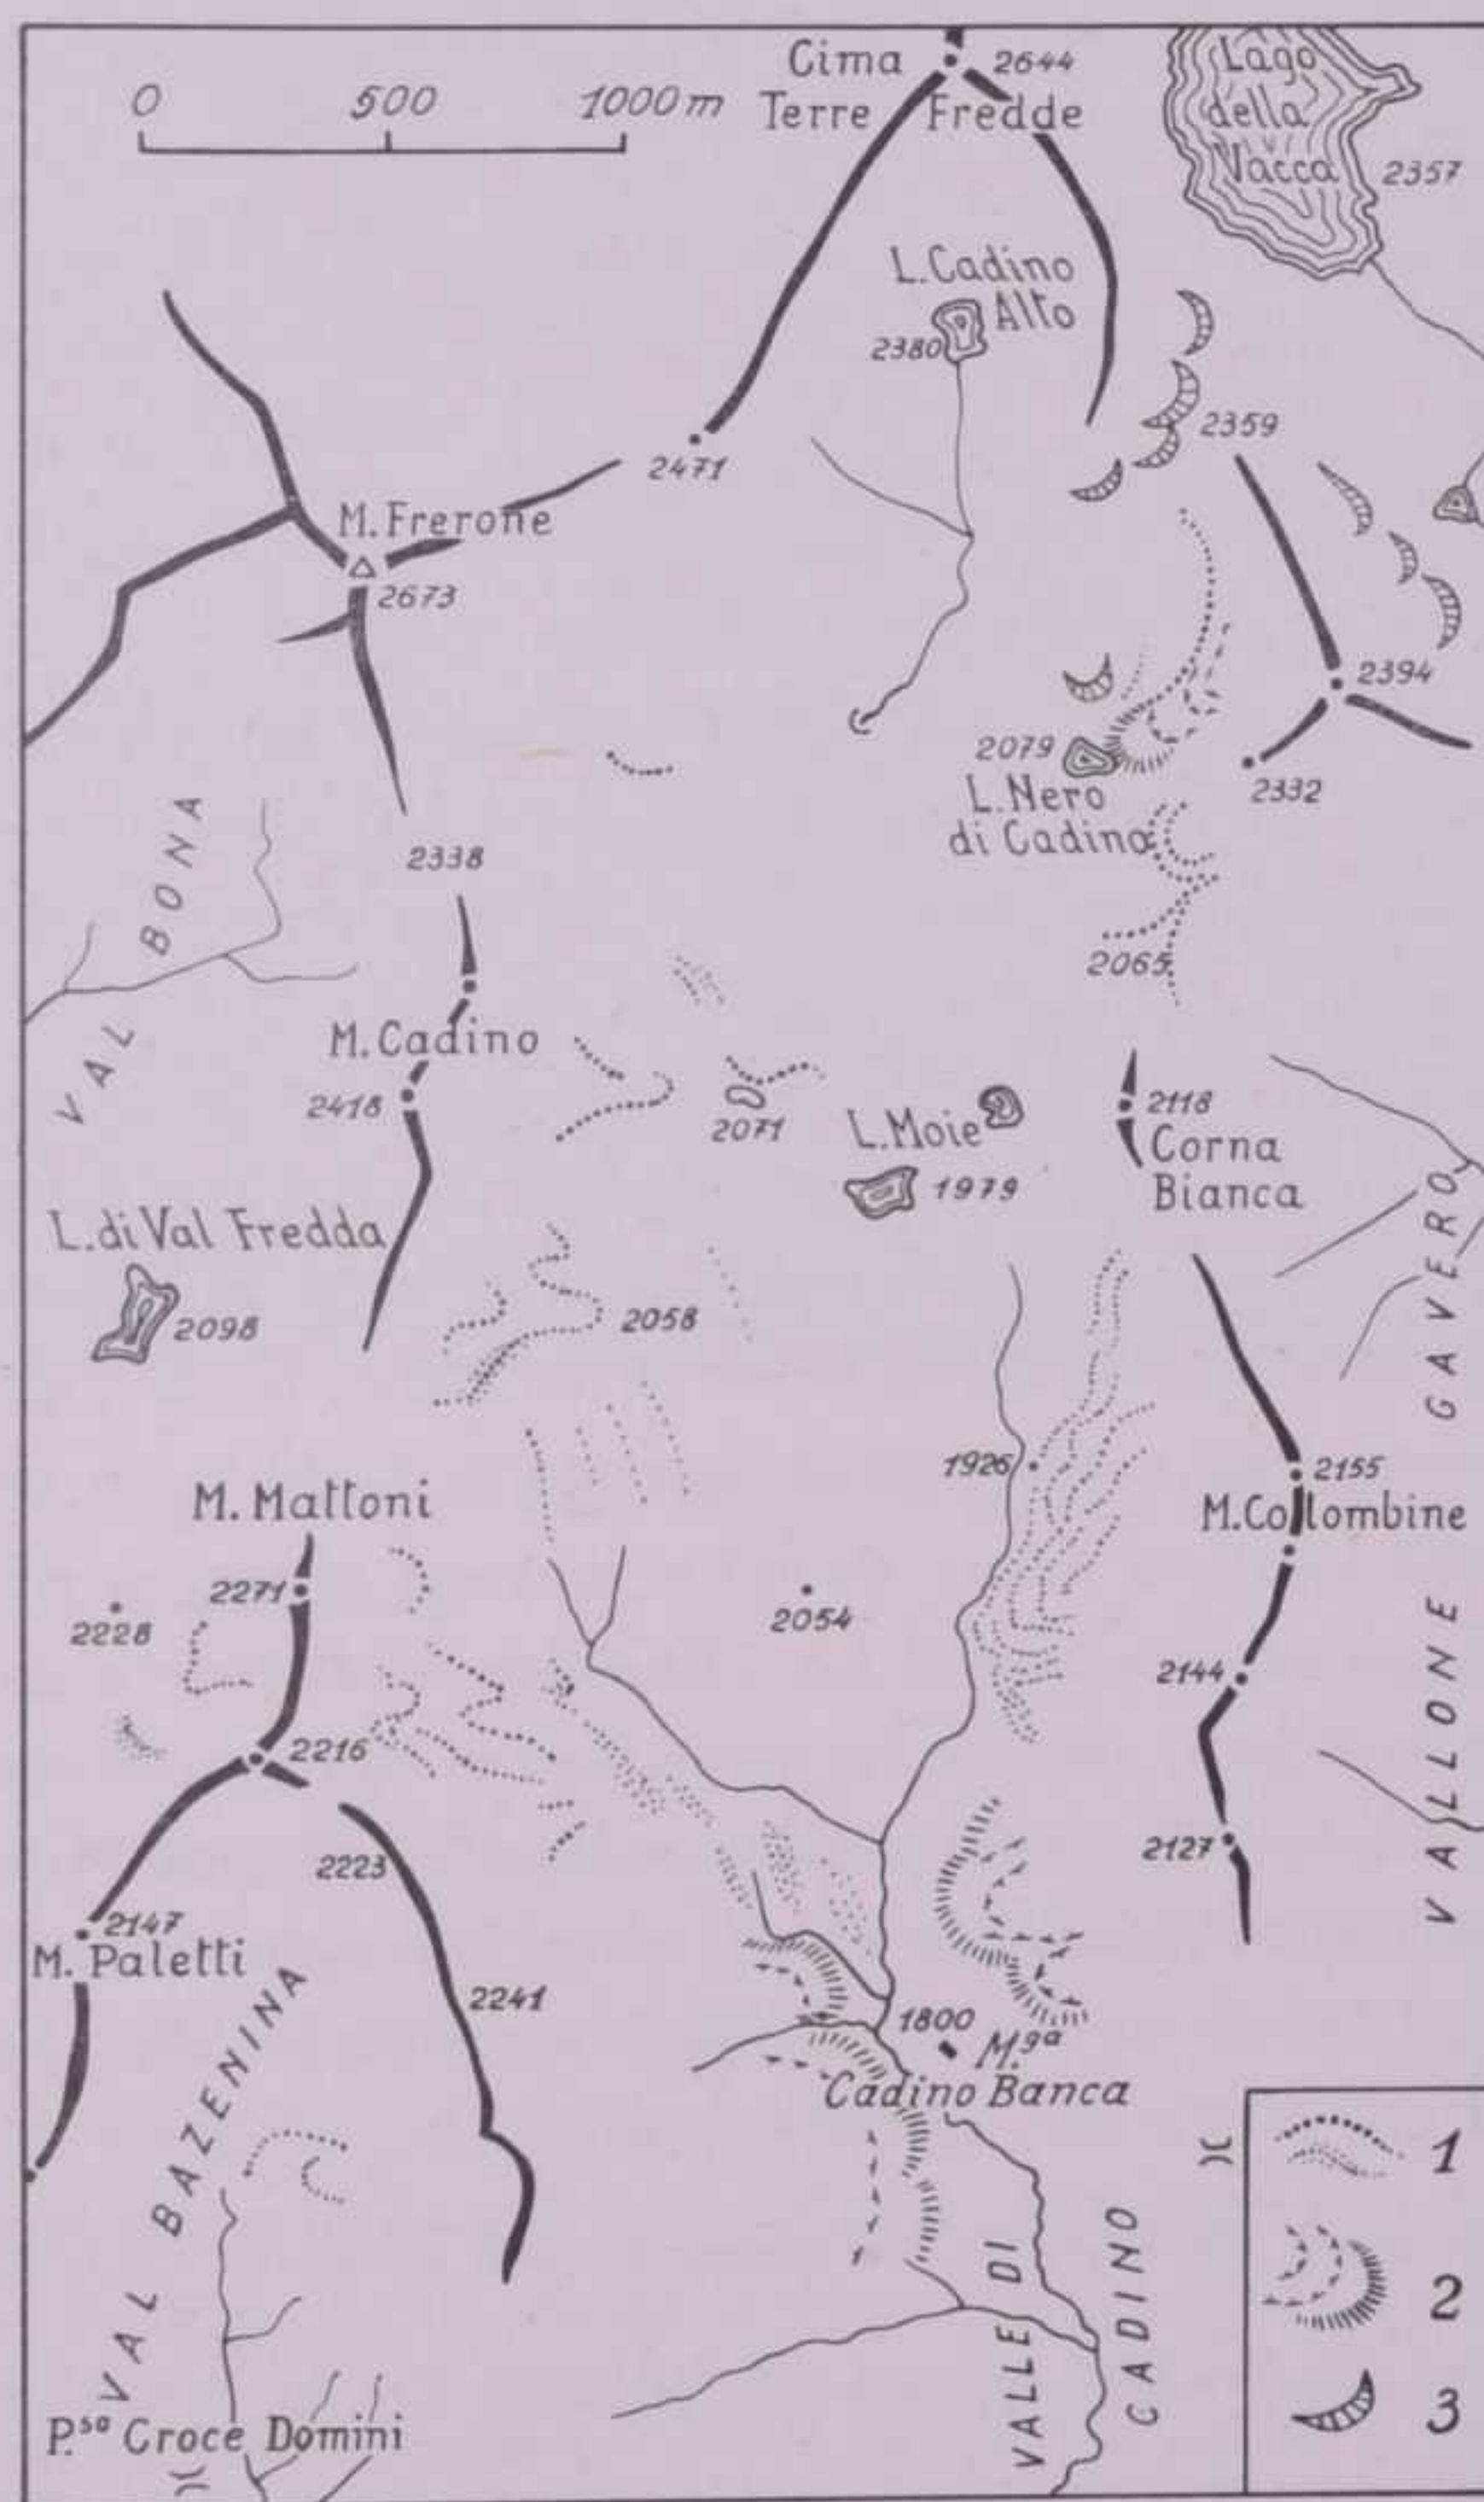 0 500 1000 m
Cima 2644
Terre Fredde
Lago
della
Vacca 2357
L. Cadino
Alto
2380
2359
2471
M. Frerone
2673
2394
2079
L. Nero
di Cadino
2332
2338
VAL BONA
2065
M. Cadino
2418
2071
L. Moie
1979
2118
Corna
Bianca
L. di Val Fredda
2098
2058
1926
2155
M. Collombine
M. Mattoni
2271
2228
2054
2144
2216
2127
2223
2147
M. Paletti
2241
1800
M.ga
Cadino Banca
VALLONE GAVERO
VAL BAZENINA
VALLE DI
CADINO
P.so Croce Domini
1
2
3